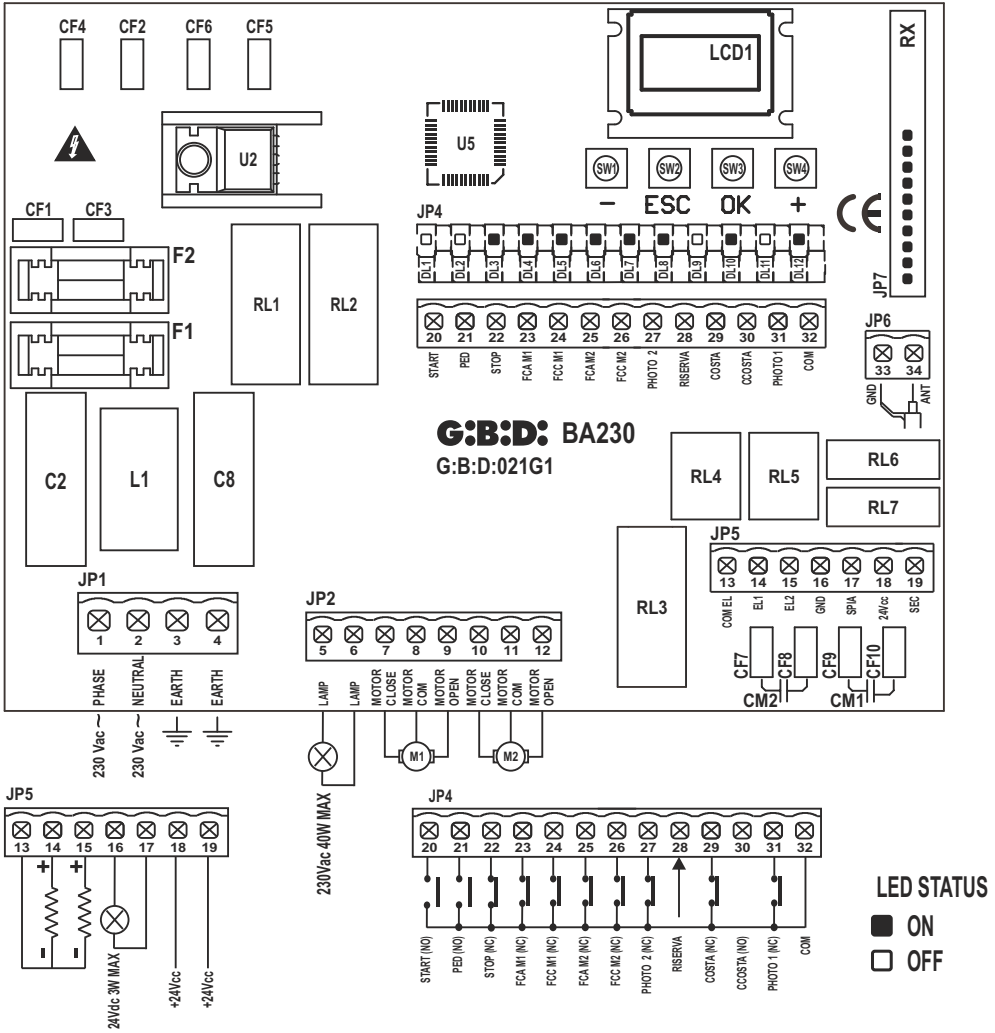 CF4 CF2 CF6 CF5
LCD1
RX
U2
U5
SW1 SW2 SW3 SW4
- ESC OK +
CF1 CF3
JP4
CE
F2
DL1 DL2 DL3 DL4 DL5 DL6 DL7 DL8 DL9 DL10 DL11 DL12
JP7
RL1 RL2
F1
20 21 22 23 24 25 26 27 28 29 30 31 32
START PED STOP FCA M1 FCC M1 FCA M2 FCC M2 PHOTO 2 RISERVA COSTA CCOSTA PHOTO 1 COM
JP6
33 34
GND ANT
G:B:D: BA230
G:B:D:021G1
C2 L1 C8
RL4 RL5 RL6
RL7
JP5
13 14 15 16 17 18 19
COM EL EL1 EL2 GND SPIA 24Vcc SEC
RL3
JP1
1 2 3 4
230 Vac ~ PHASE
230 Vac ~ NEUTRAL
EARTH
EARTH
JP2
5 6 7 8 9 10 11 12
LAMP
LAMP
MOTOR CLOSE
MOTOR COM
MOTOR OPEN
MOTOR CLOSE
MOTOR COM
MOTOR OPEN
M1 M2
230Vac 40W MAX
CF7 CF8 CF9 CF10
CM2 CM1
JP5
13 14 15 16 17 18 19
+ +
- -
24Vdc 3W MAX
+24Vcc
+24Vcc
JP4
20 21 22 23 24 25 26 27 28 29 30 31 32
START (NO)
PED (NO)
STOP (NC)
FCA M1 (NC)
FCC M1 (NC)
FCA M2 (NC)
FCC M2 (NC)
PHOTO 2 (NC)
RISERVA
COSTA (NC)
CCOSTA (NO)
PHOTO 1 (NC)
COM
LED STATUS
ON
OFF